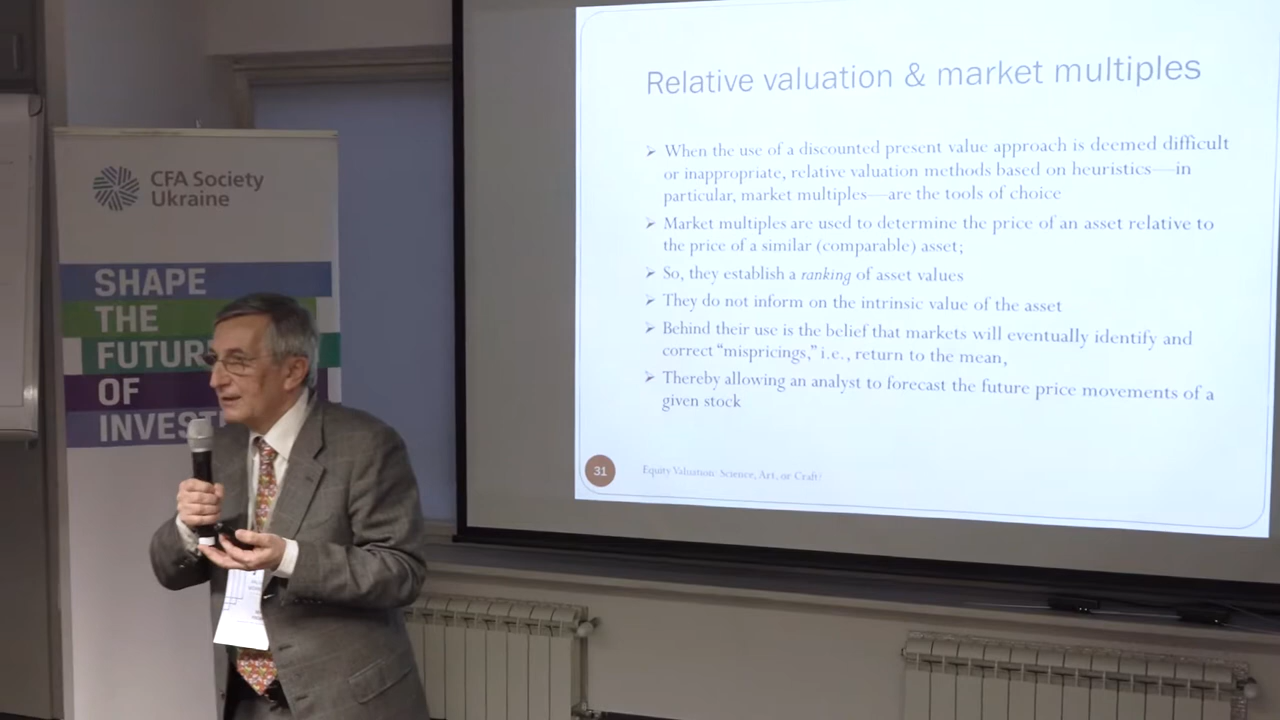 CFA Society
Ukraine
SHAPE
THE
FUTUR
OF
INVEST
Relative valuation & market multiples
➢ When the use of a discounted present value approach is deemed difficult
or inappropriate, relative valuation methods based on heuristics—in
particular, market multiples—are the tools of choice
➢ Market multiples are used to determine the price of an asset relative to
the price of a similar (comparable) asset;
➢ So, they establish a ranking of asset values
➢ They do not inform on the intrinsic value of the asset
➢ Behind their use is the belief that markets will eventually identify and
correct “mispricings,” i.e., return to the mean,
➢ Thereby allowing an analyst to forecast the future price movements of a
given stock
31
Equity Valuation: Science, Art, or Craft?